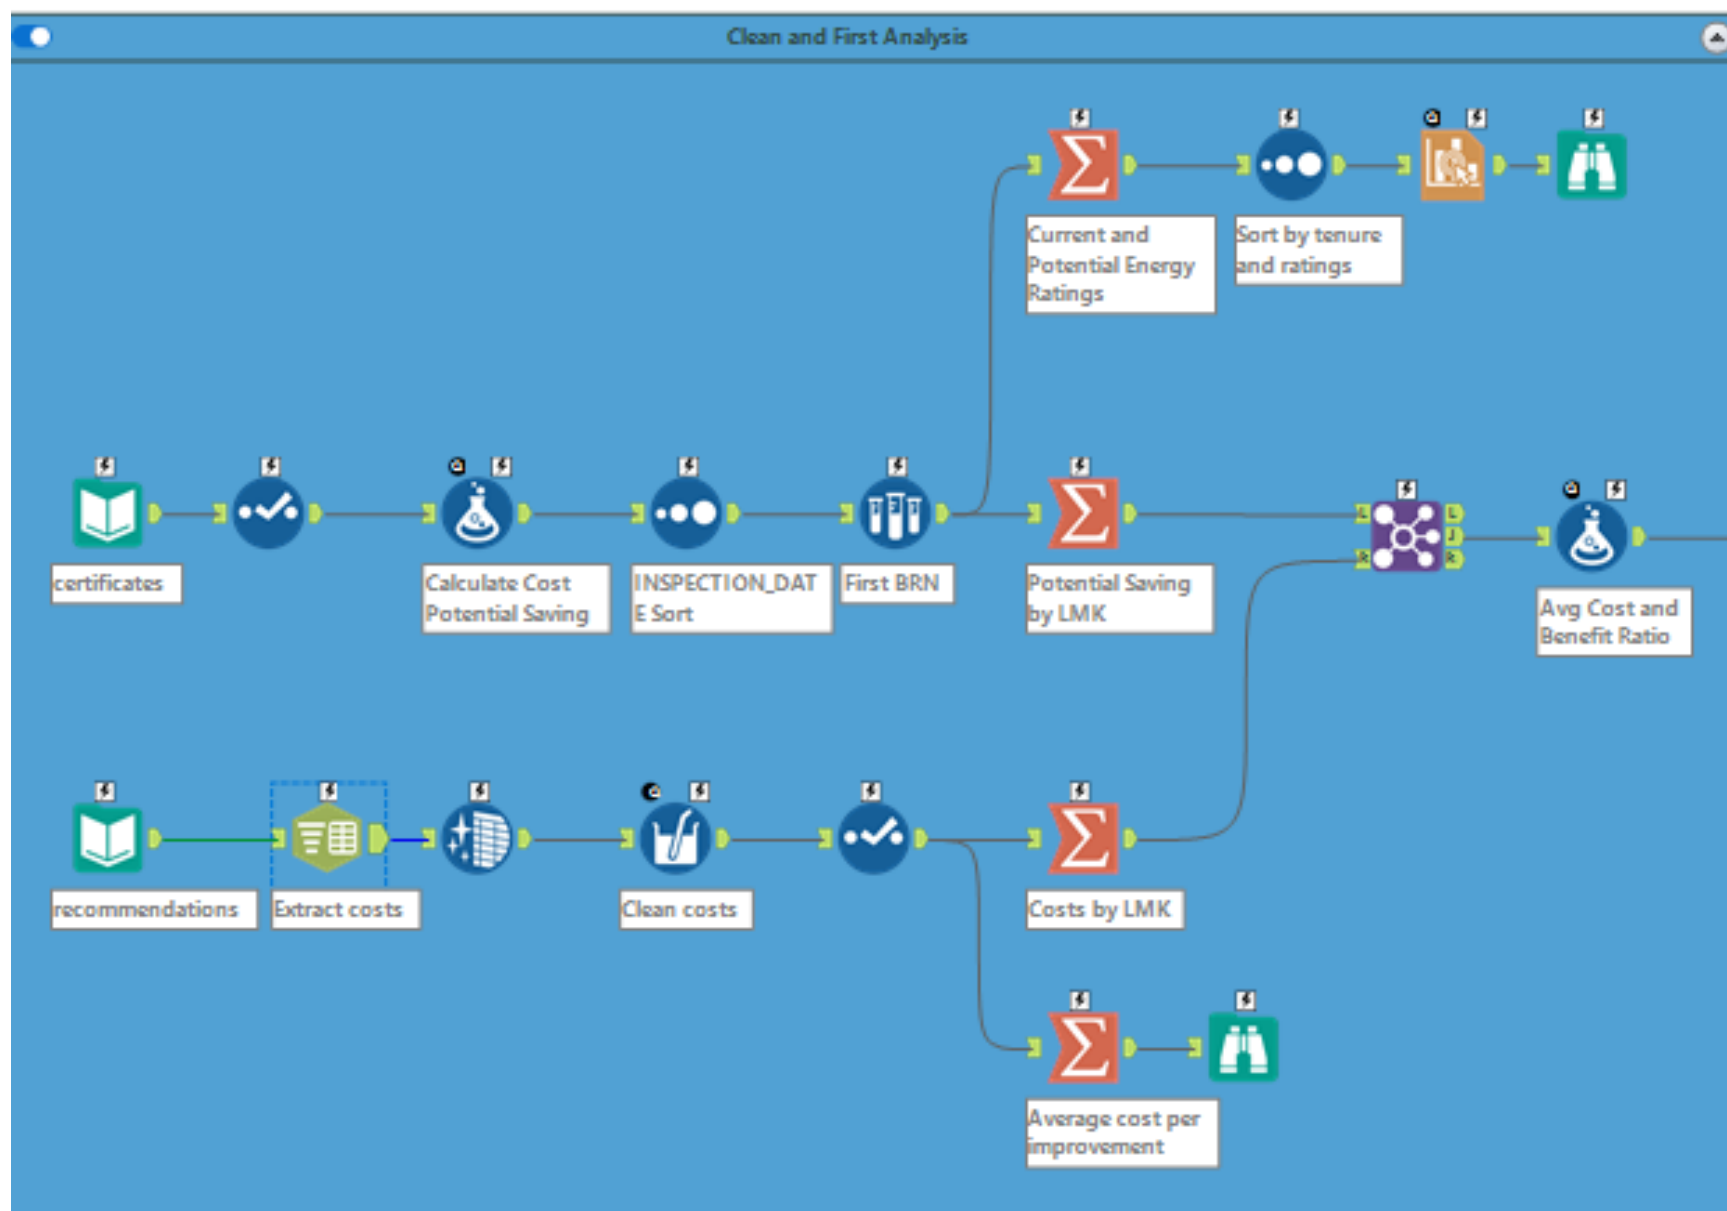 Clean and First Analysis
Current and
Potential Energy
Ratings
Sort by tenure
and ratings
certificates
Calculate Cost
Potential Saving
INSPECTION_DAT
E Sort
First BRN
Potential Saving
by LMK
L
R
L
J
R
Avg Cost and
Benefit Ratio
recommendations
Extract costs
Clean costs
Costs by LMK
Average cost per
improvement